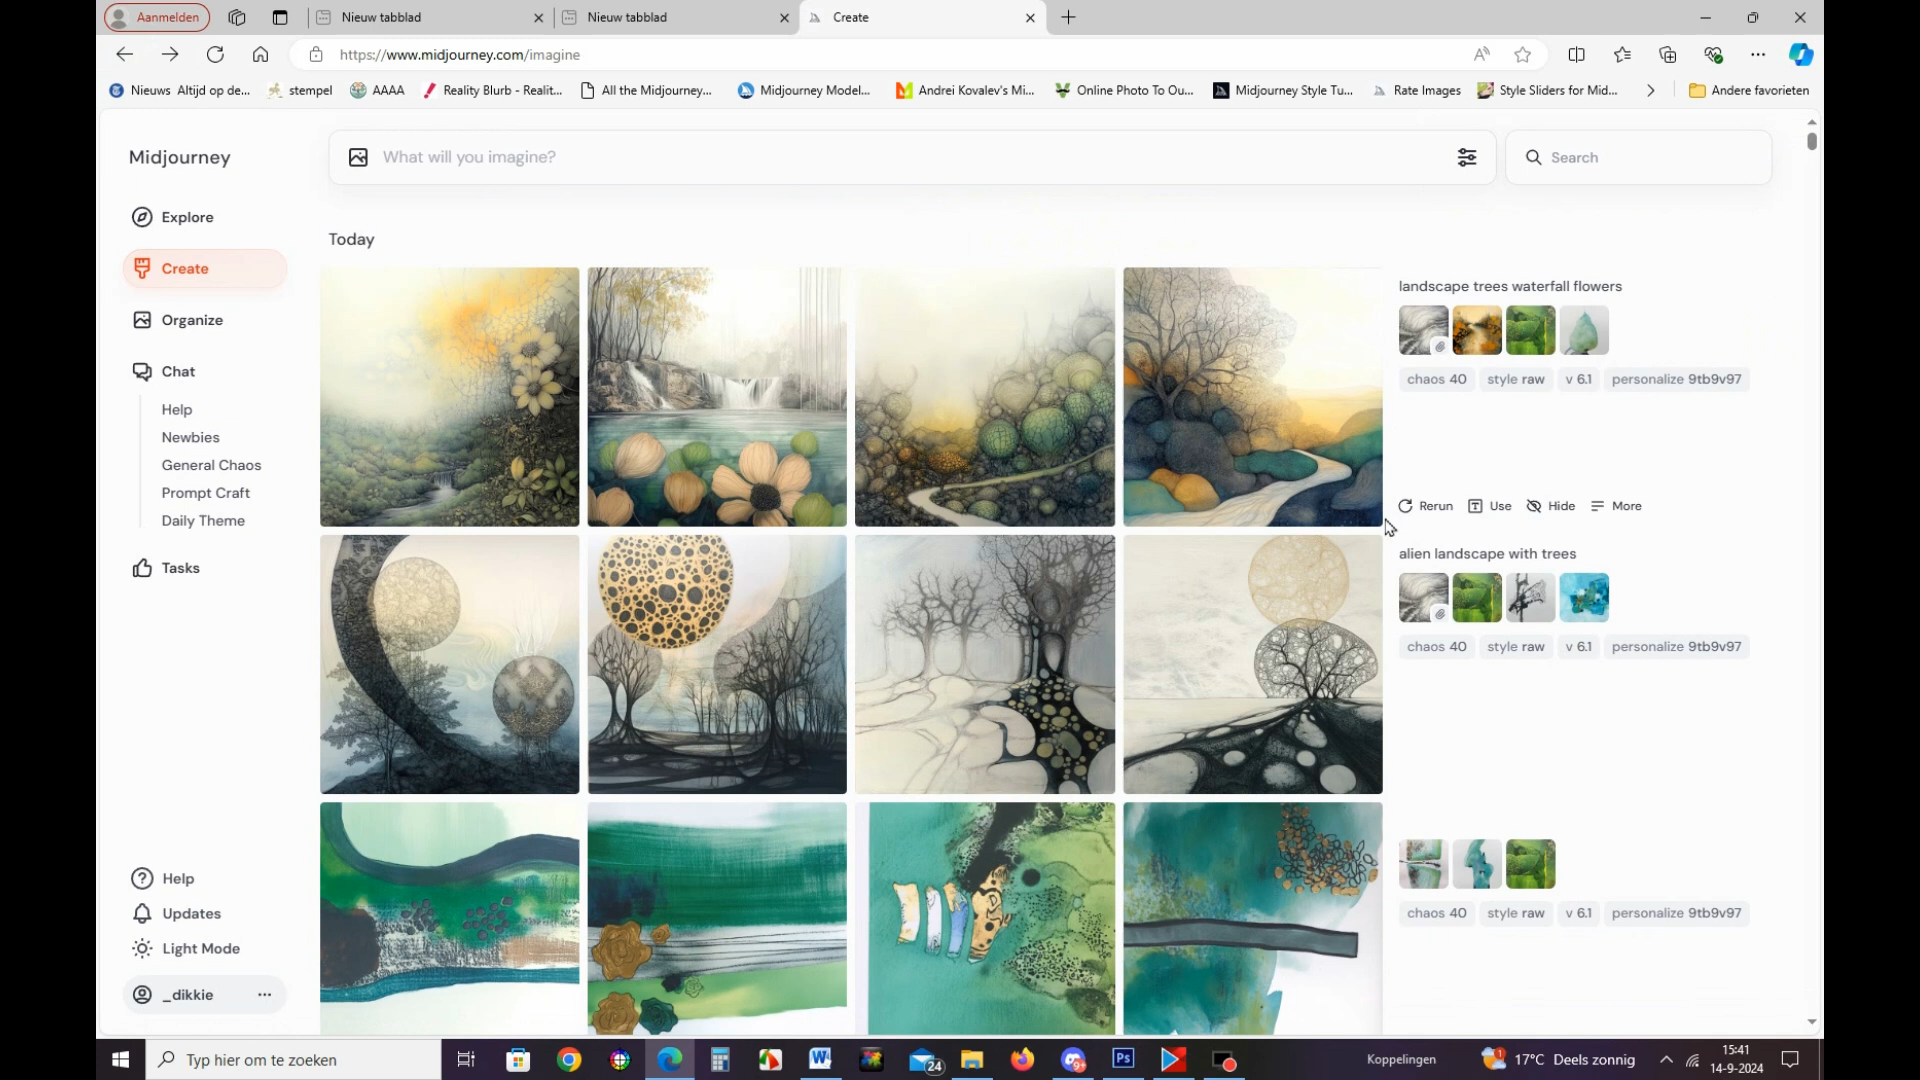 Aanmelden
Nieuw tabblad
Nieuw tabblad
Create
https://www.midjourney.com/imagine
Nieuws Altijd op de...
stempel
AAAA
Reality Blurb - Realit...
All the Midjourney...
Midjourney Model...
Andrei Kovalev's Mi...
Online Photo To Ou...
Midjourney Style Tu...
Rate Images
Style Sliders for Mid...
Andere favorieten
Midjourney
What will you imagine?
Search
Explore
Create
Organize
Chat
Help
Newbies
General Chaos
Prompt Craft
Daily Theme
Tasks
Help
Updates
Light Mode
_dikkie
Today
landscape trees waterfall flowers
chaos 40 style raw v 6.1 personalize 9tb9v97
Rerun Use Hide More
alien landscape with trees
chaos 40 style raw v 6.1 personalize 9tb9v97
chaos 40 style raw v 6.1 personalize 9tb9v97
Typ hier om te zoeken
24
9+
Ps
Koppelingen
1
17°C Deels zonnig
15:41
14-9-2024